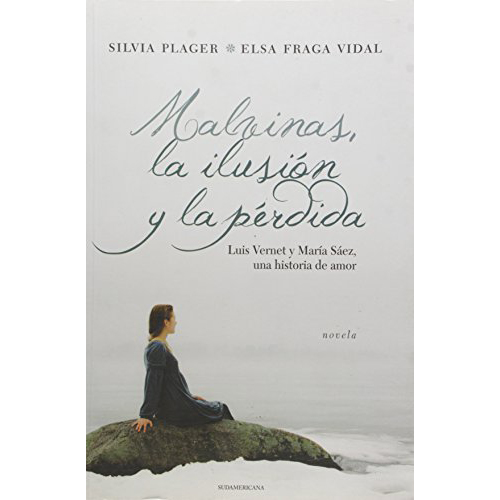 SILVIA PLAGER * ELSA FRAGA VIDAL
Malvinas,
la ilusión
y la pérdida
Luis Vernet y María Sáez,
una historia de amor
novela
SUDAMERICANA